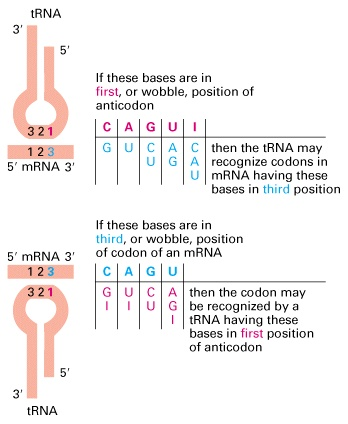 tRNA
3′
5′
3 2 1
1 2 3
5′ mRNA 3′
If these bases are in
first, or wobble, position of
anticodon
C A G U I
G U C A C
U G A
U
then the tRNA may
recognize codons in
mRNA having these
bases in third position
If these bases are in
third, or wobble, position
of codon of an mRNA
C A G U
G U C A
I I U G
I
then the codon may
be recognized by a
tRNA having these
bases in first position
of anticodon
5′ mRNA 3′
1 2 3
3 2 1
5′
3′
tRNA